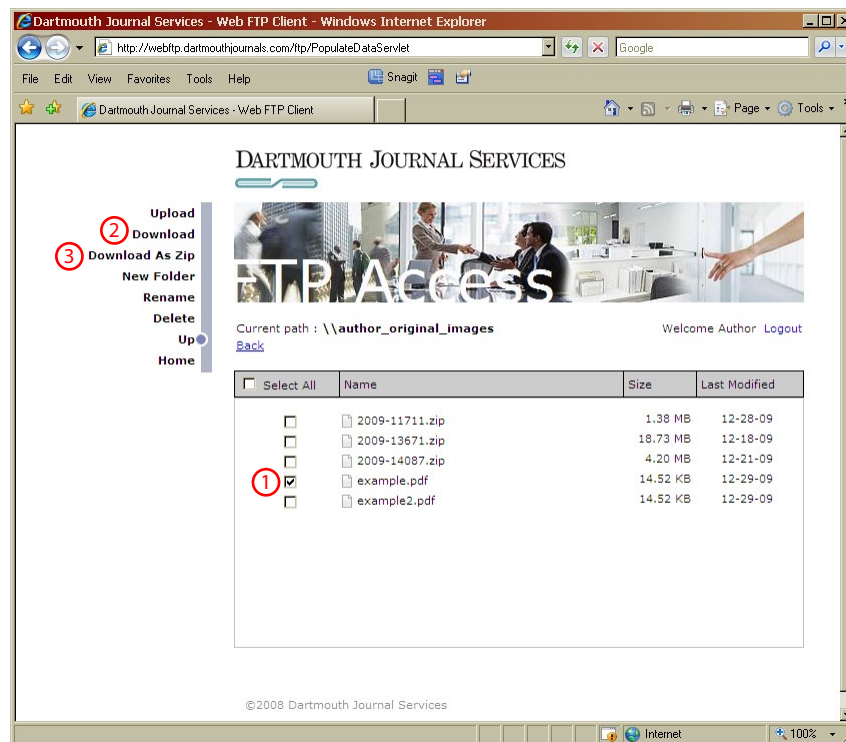 Dartmouth Journal Services - Web FTP Client - Windows Internet Explorer
http://webftp.dartmouthjournals.com/ftp/PopulateDataServlet
Google
File Edit View Favorites Tools Help Snagit
Dartmouth Journal Services - Web FTP Client Page Tools
DARTMOUTH JOURNAL SERVICES
Upload
2 Download
3 Download As Zip
New Folder
Rename
Delete
Up
Home
FTP Access
Current path : \\author_original_images Welcome Author Logout
Back
Select All Name Size Last Modified
2009-11711.zip 1.38 MB 12-28-09
2009-13671.zip 18.73 MB 12-18-09
2009-14087.zip 4.20 MB 12-21-09
1 example.pdf 14.52 KB 12-29-09
example2.pdf 14.52 KB 12-29-09
©2008 Dartmouth Journal Services
Internet 100%